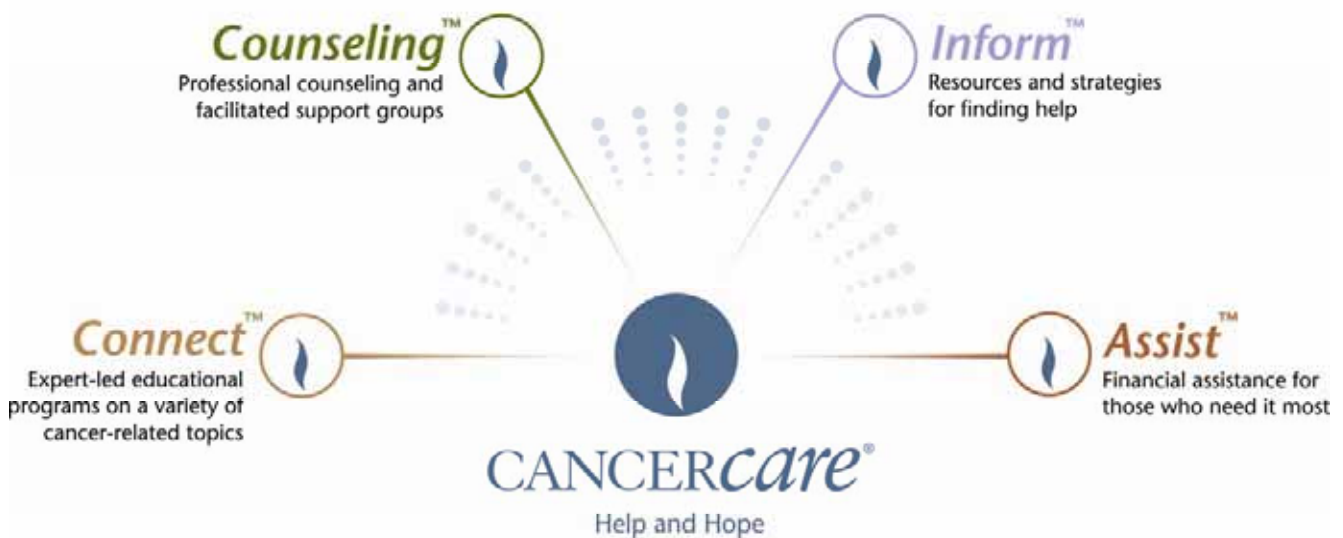 Counseling™
Professional counseling and
facilitated support groups
Inform™
Resources and strategies
for finding help
Connect™
Expert-led educational
programs on a variety of
cancer-related topics
Assist™
Financial assistance for
those who need it most
CANCERcare®
Help and Hope